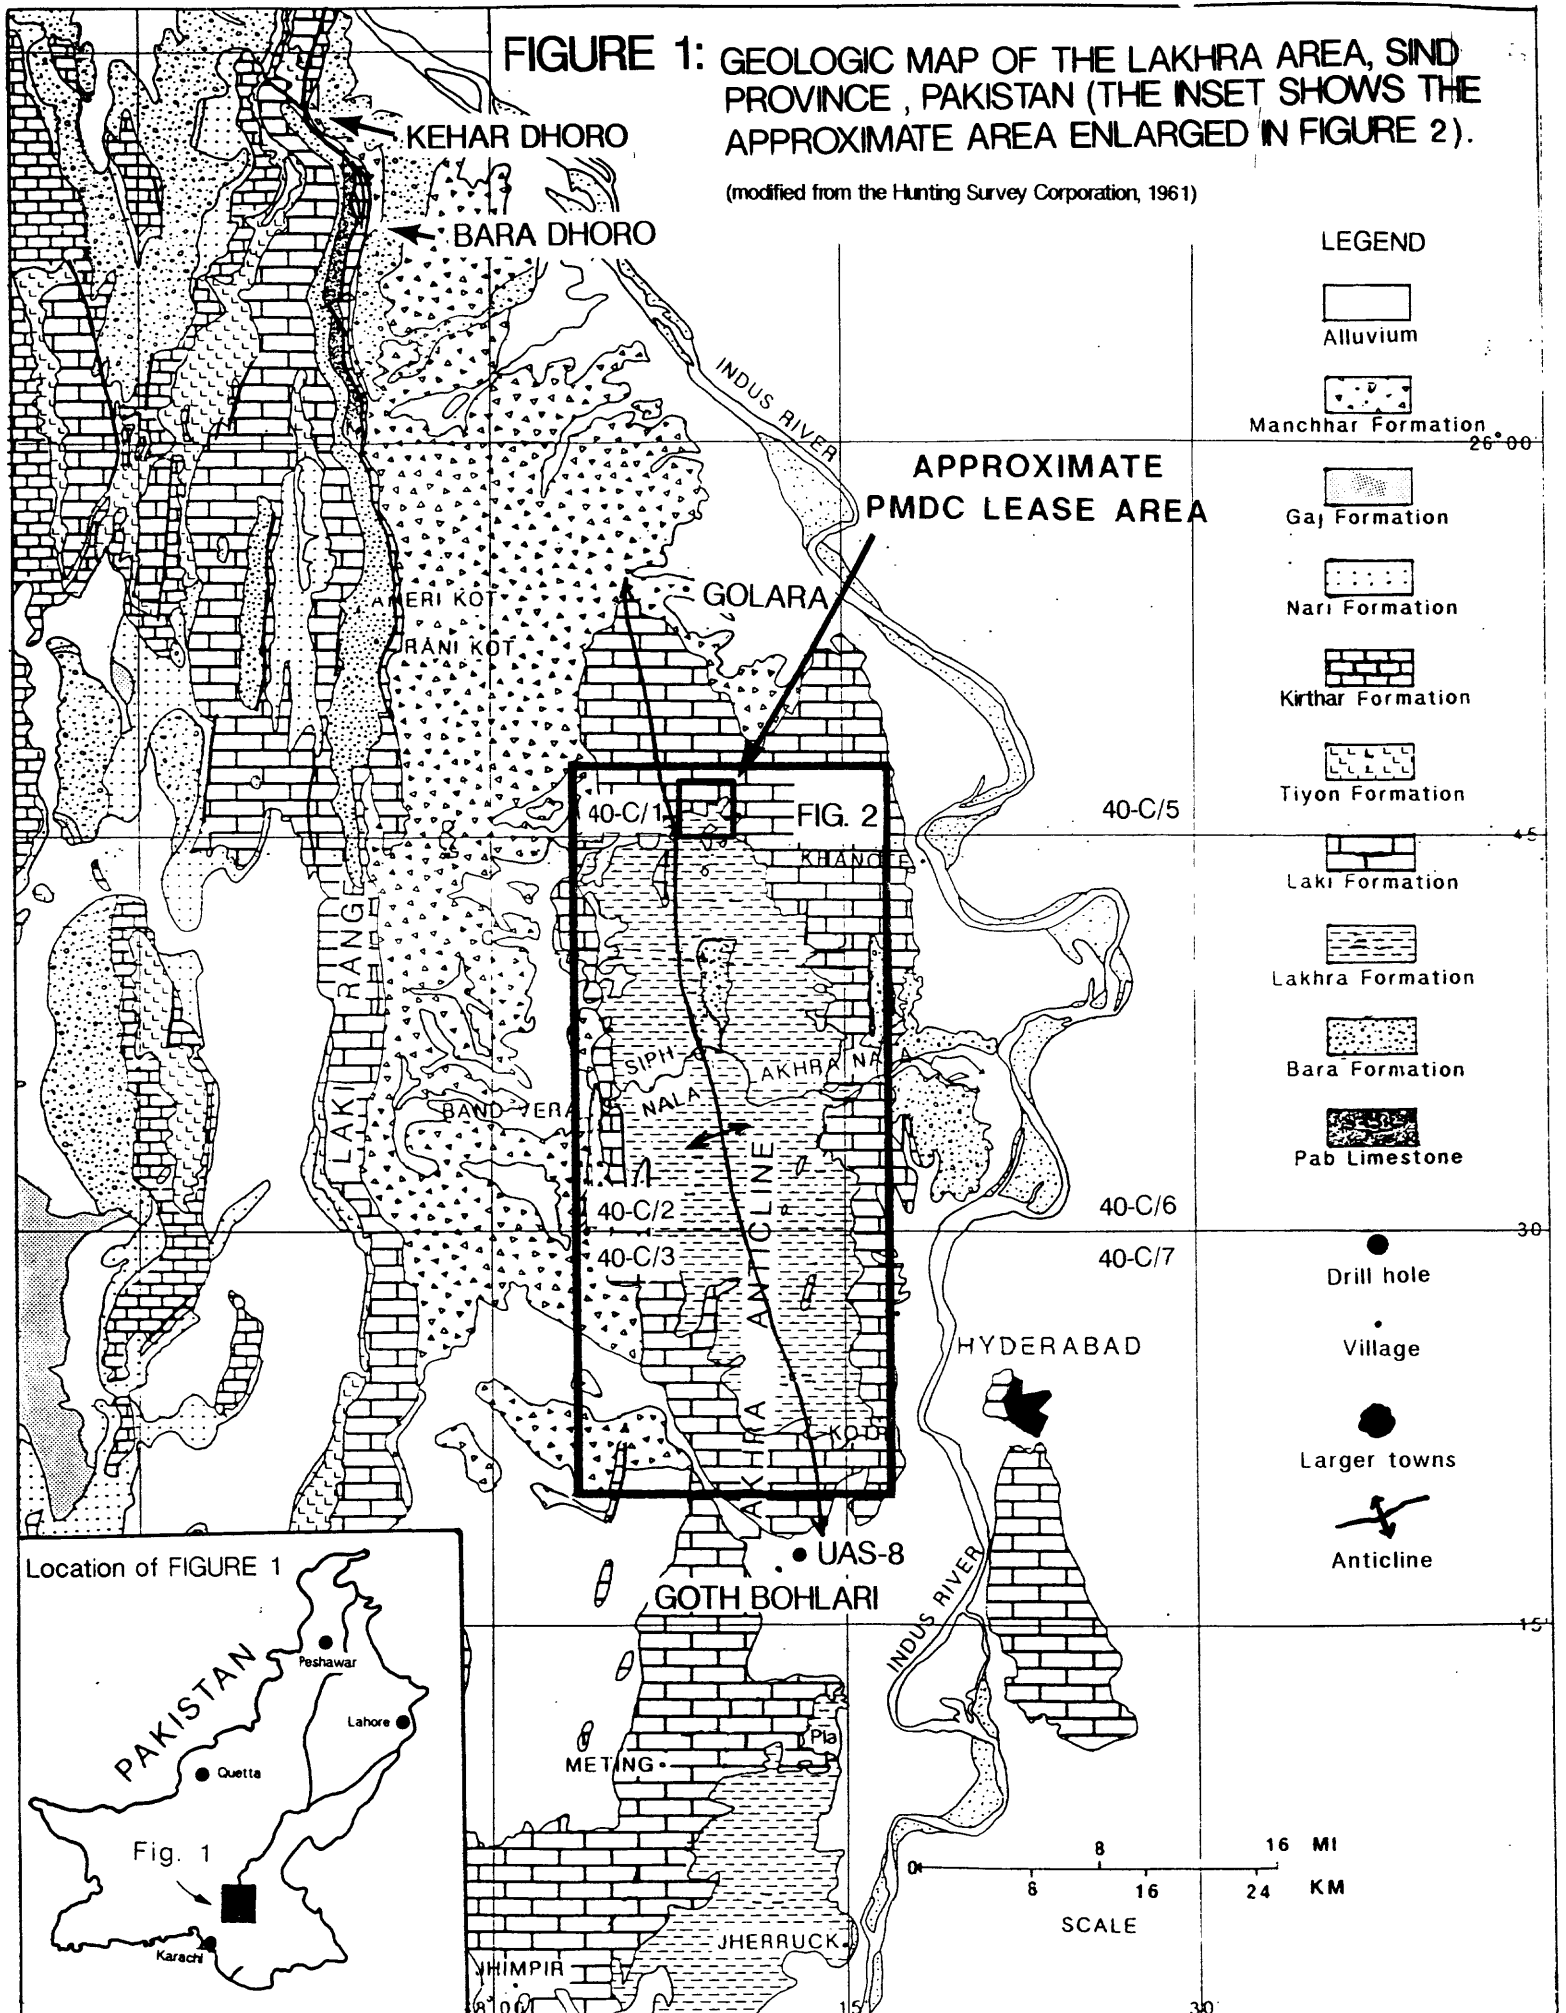 FIGURE 1: GEOLOGIC MAP OF THE LAKHRA AREA, SIND
PROVINCE , PAKISTAN (THE INSET SHOWS THE
APPROXIMATE AREA ENLARGED IN FIGURE 2).
(modified from the Hunting Survey Corporation, 1961)
KEHAR DHORO
BARA DHORO
INDUS RIVER
APPROXIMATE
PMDC LEASE AREA
GOLARA
RANI KOT
40-C/1
FIG. 2
40-C/5
KHANOTE
LAKI RANGE
SIPH
NALA
AKHRA NALA
BAND VERA
40-C/2
40-C/3
40-C/6
40-C/7
LAKHRA ANTICLINE
HYDERABAD
KOTRI
UAS-8
GOTH BOHLARI
INDUS RIVER
Pla
METING
JHERRUCK
JHIMPIR
LEGEND
Alluvium
Manchhar Formation
26°00
Gaj Formation
Nari Formation
Kirthar Formation
Tiyon Formation
45
Laki Formation
Lakhra Formation
Bara Formation
Pab Limestone
30
Drill hole
Village
Larger towns
Anticline
15'
Location of FIGURE 1
PAKISTAN
Peshawar
Lahore
Quetta
Fig. 1
Karachi
8 16 MI
0
8 16 24 KM
SCALE
15'
30'